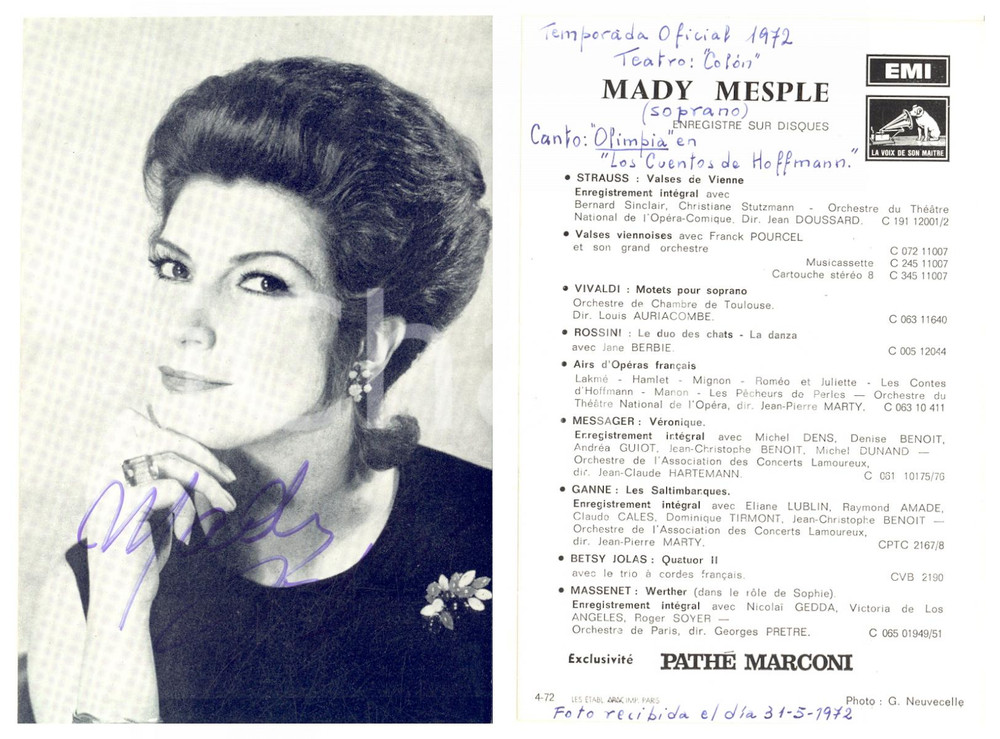 Mady
Temporada Oficial 1972
Teatro: "Colón"
EMI
MADY MESPLE
(soprano)
ENREGISTRE SUR DISQUES
LA VOIX DE SON MAITRE
Canto: "Olimpia" en
"Los Cuentos de Hoffmann."
• STRAUSS : Valses de Vienne
Enregistrement intégral avec
Bernard Sinclair, Christiane Stutzmann - Orchestre du Théâtre
National de l'Opéra-Comique. Dir. Jean DOUSSARD. C 191 12001/2
• Valses viennoises avec Franck POURCEL
et son grand orchestre C 072 11007
Musicassette C 245 11007
Cartouche stéréo 8 C 345 11007
• VIVALDI : Motets pour soprano
Orchestre de Chambre de Toulouse.
Dir. Louis AURIACOMBE. C 063 11640
• ROSSINI : Le duo des chats - La danza
avec Jane BERBIE. C 005 12044
• Airs d'Opéras français
Lakmé - Hamlet - Mignon - Roméo et Juliette - Les Contes
d'Hoffmann - Manon - Les Pêcheurs de Perles — Orchestre du
Théâtre National de l'Opéra, dir. Jean-Pierre MARTY. C 063 10 411
• MESSAGER : Véronique.
Enregistrement intégral avec Michel DENS, Denise BENOIT,
Andréa GUIOT, Jean-Christophe BENOIT, Michel DUNAND —
Orchestre de l'Association des Concerts Lamoureux,
dir. Jean-Claude HARTEMANN. C 061 10175/76
• GANNE : Les Saltimbanques.
Enregistrement intégral avec Eliane LUBLIN, Raymond AMADE,
Claude CALES, Dominique TIRMONT, Jean-Christophe BENOIT —
Orchestre de l'Association des Concerts Lamoureux,
dir. Jean-Pierre MARTY. CPTC 2167/8
• BETSY JOLAS : Quatuor II
avec le trio à cordes français. CVB 2190
• MASSENET : Werther (dans le rôle de Sophie).
Enregistrement intégral avec Nicolai GEDDA, Victoria de Los
ANGELES, Roger SOYER —
Orchestre de Paris, dir. Georges PRETRE. C 065 01949/51
Exclusivité PATHÉ MARCONI
4-72 LES ETABL. IMP. PARIS Photo : G. Neuvecelle
Foto recibida el día 31-5-1972